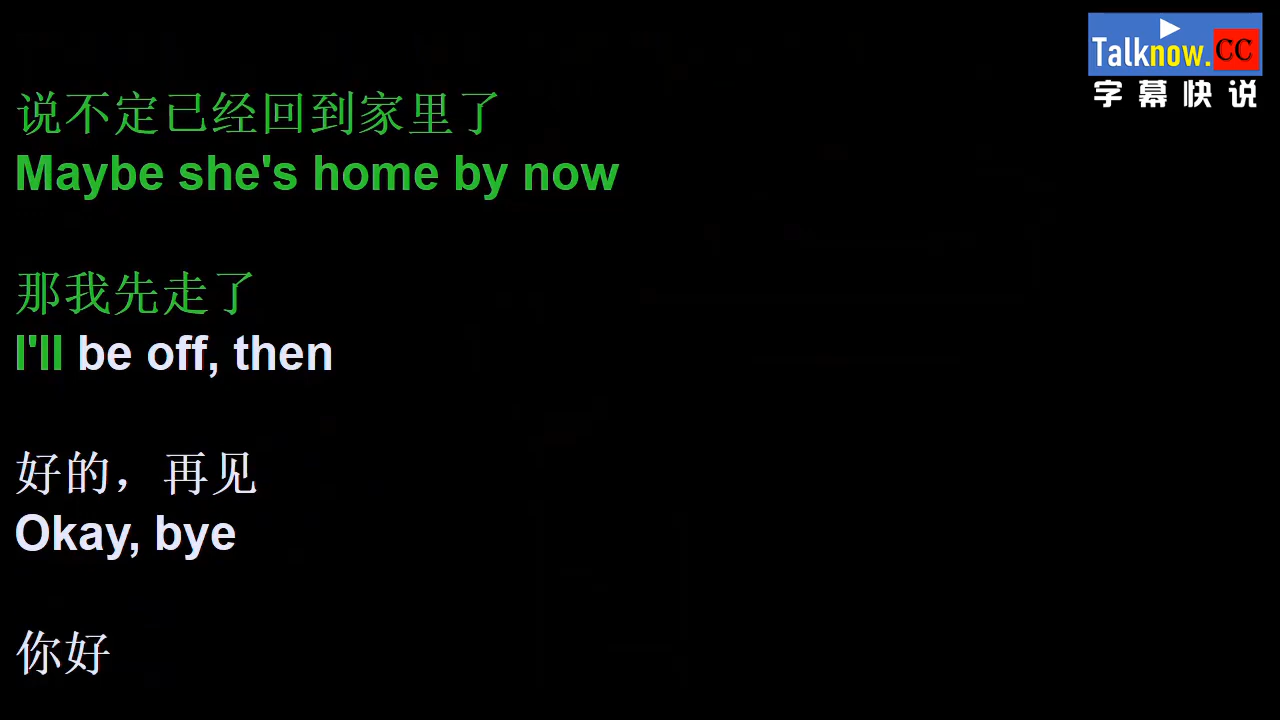 Talknow.CC
字幕快说
说不定已经回到家里了
Maybe she's home by now
那我先走了
I'll be off, then
好的，再见
Okay, bye
你好